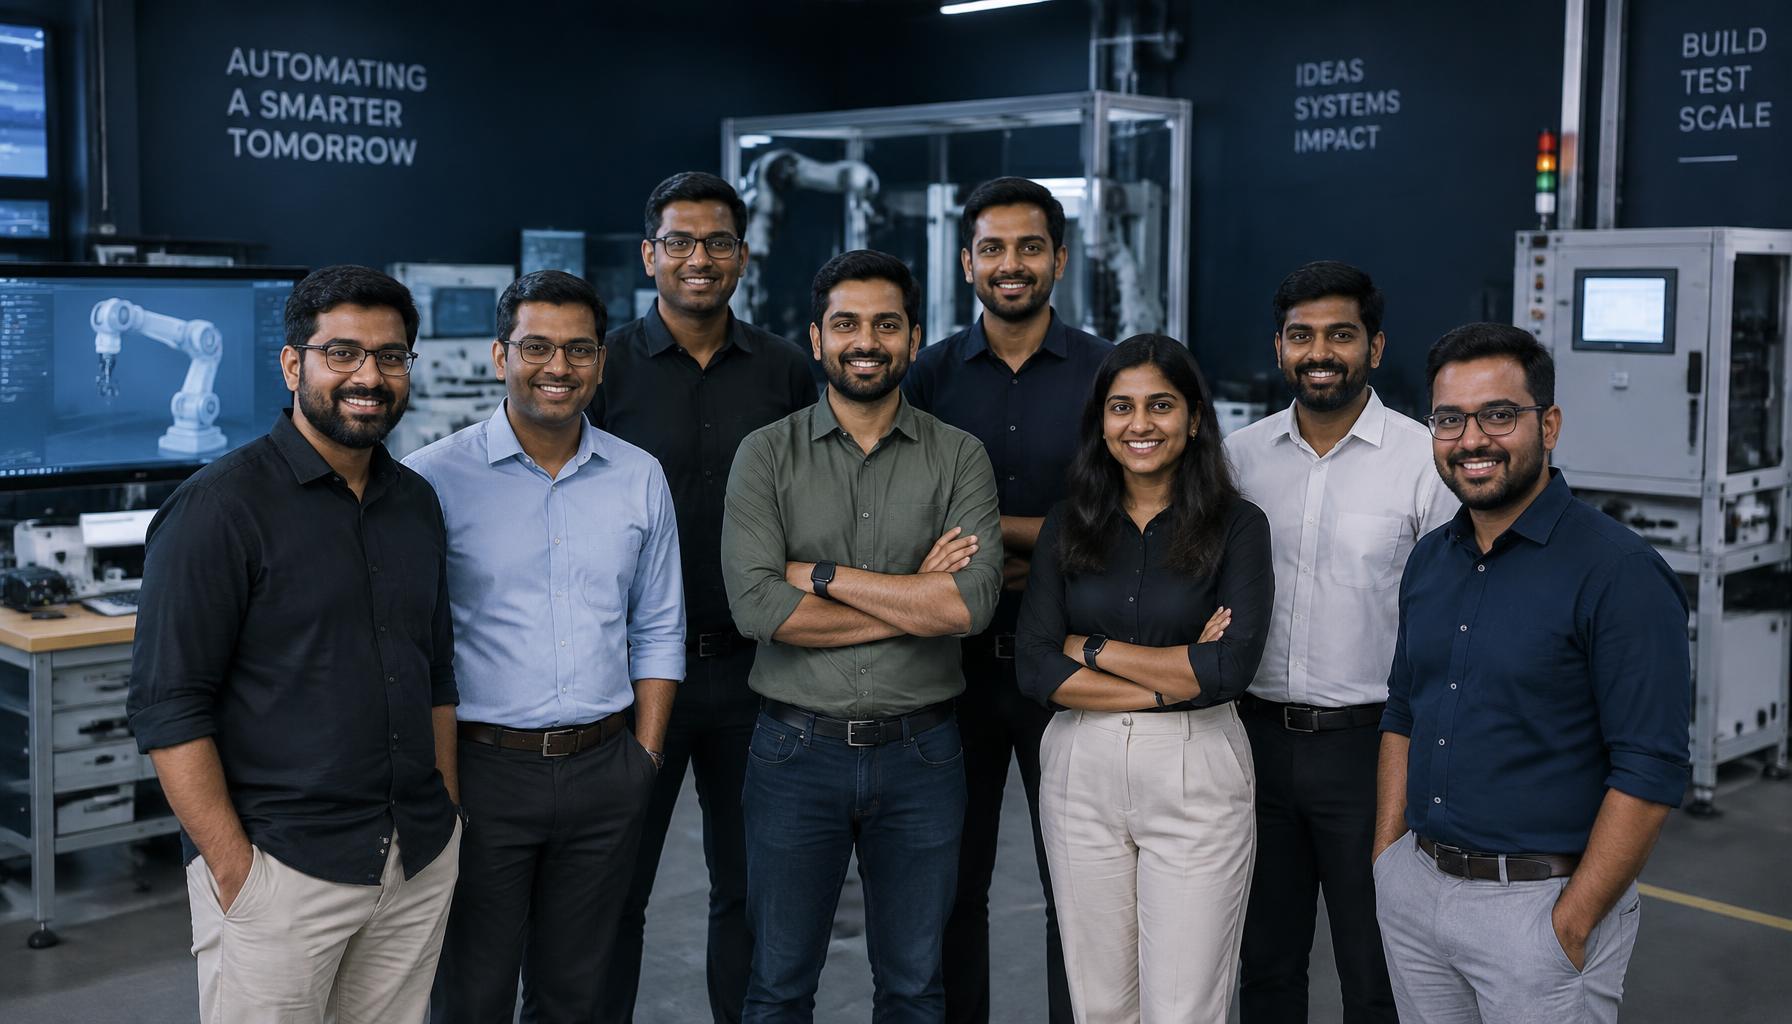 AUTOMATING
A SMARTER
TOMORROW
IDEAS
SYSTEMS
IMPACT
BUILD
TEST
SCALE